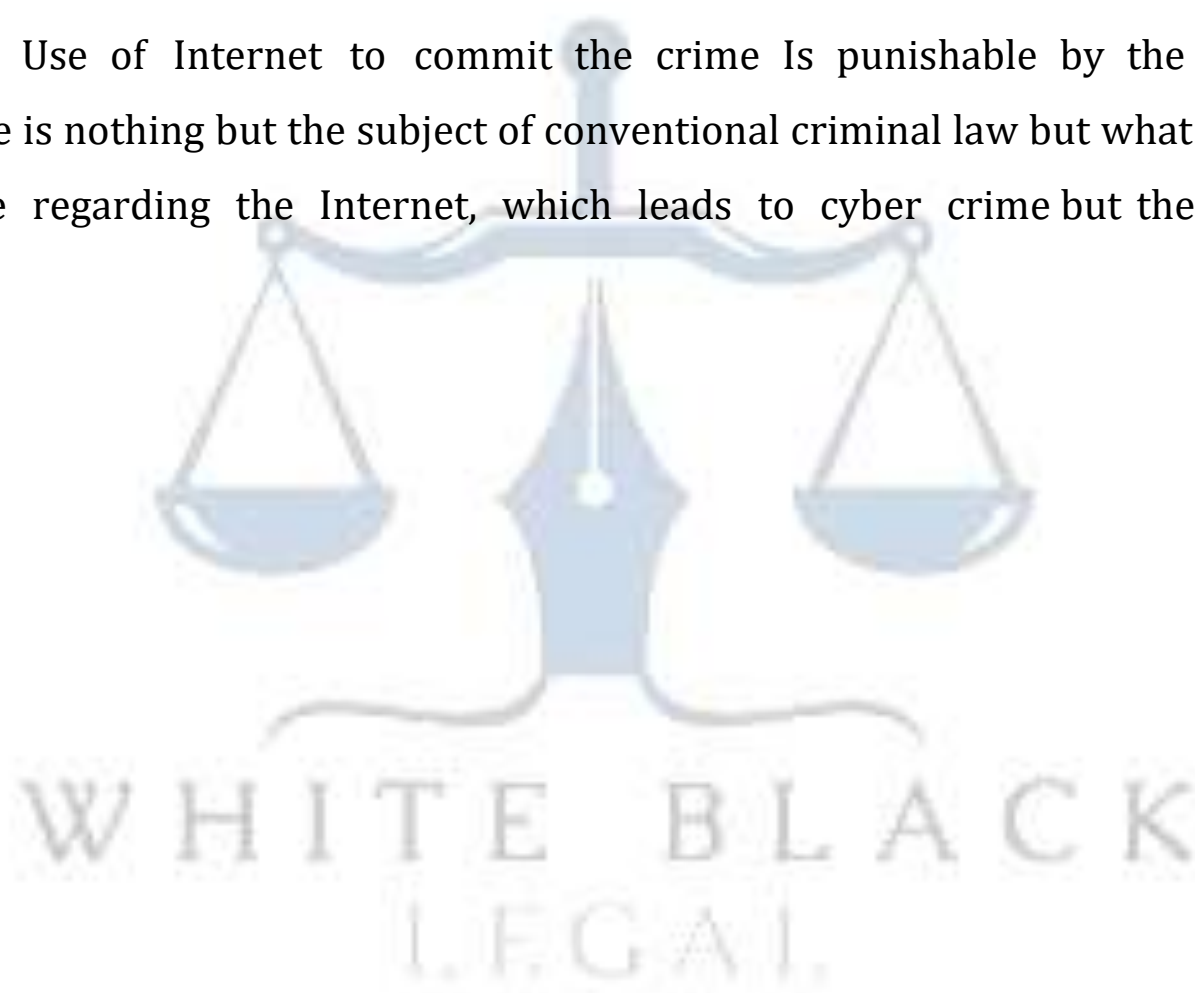 Use of Internet to commit the crime Is punishable by the
e is nothing but the subject of conventional criminal law but what
e regarding the Internet, which leads to cyber crime but the
WHITE BLACK
LEGAL